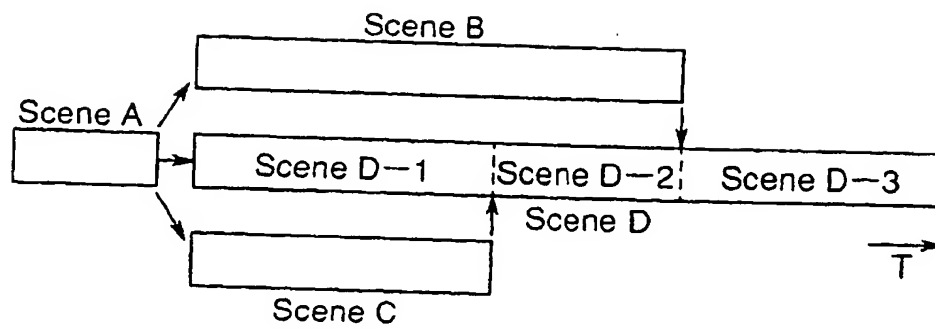 Scene B
Scene A
Scene D-1
Scene D-2
Scene D-3
Scene D
T
Scene C